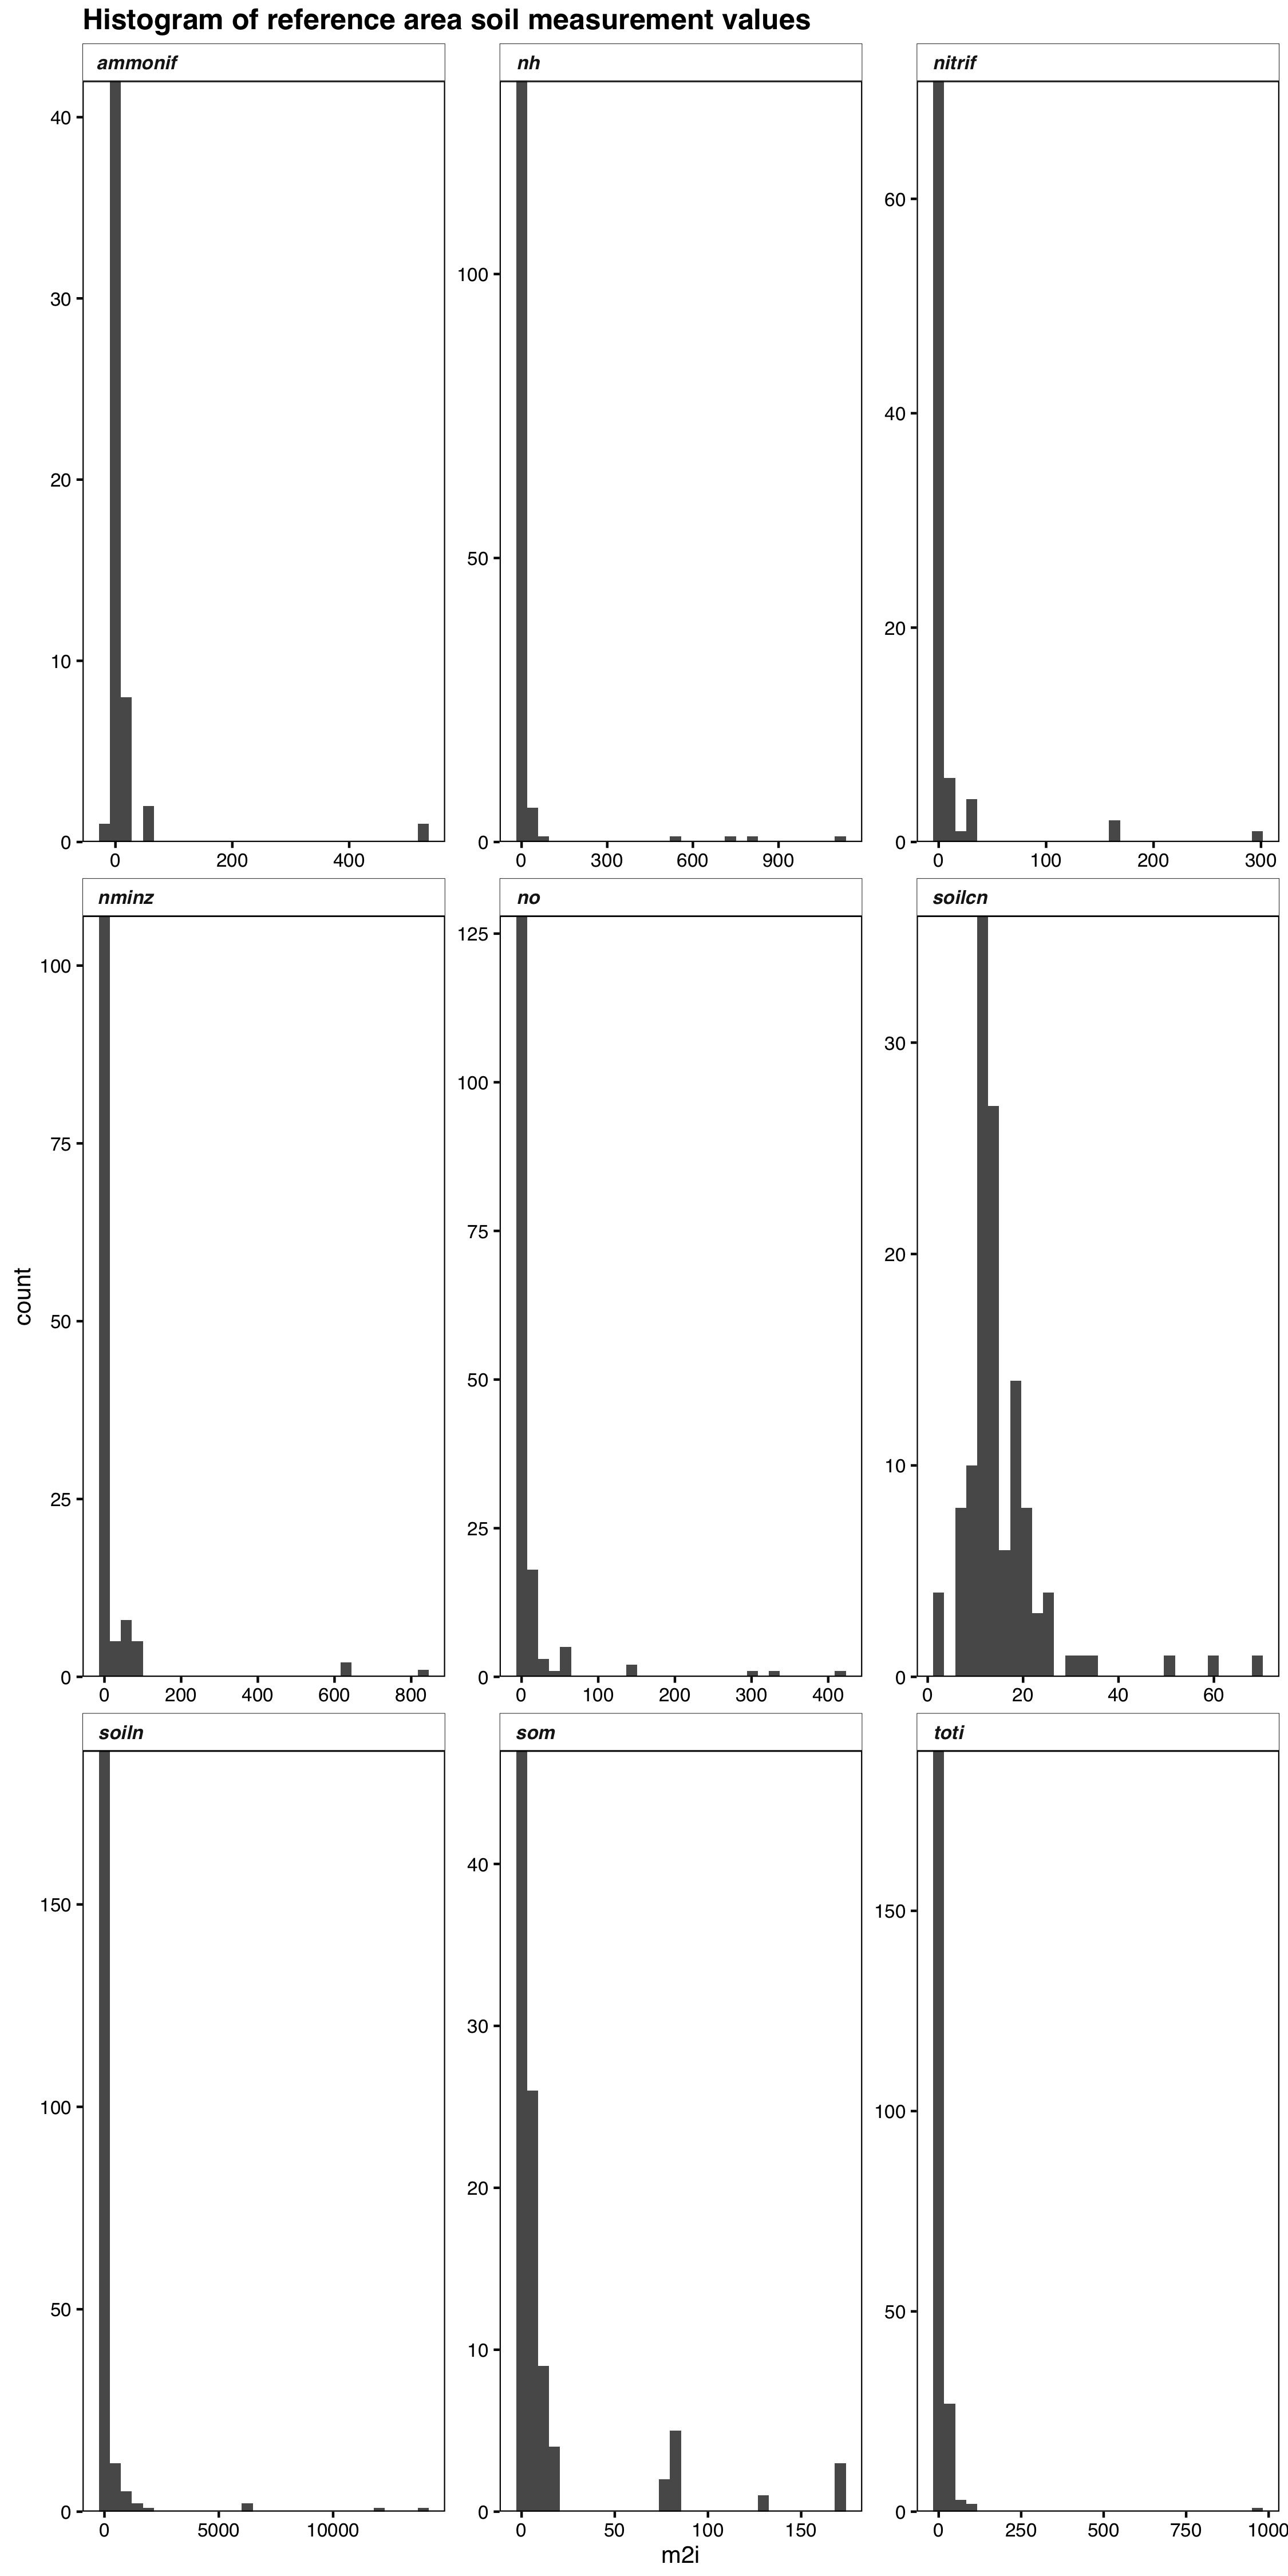 Histogram of reference area soil measurement values
ammonif nh nitrif
40
30
20
10
0
0 200 400
100
50
0
0 300 600 900
60
40
20
0
0 100 200 300
nminz no soilcn
100
75
50
25
0
0 200 400 600 800
125
100
75
50
25
0
0 100 200 300 400
30
20
10
0
0 20 40 60
soiln som toti
150
100
50
0
0 5000 10000
40
30
20
10
0
0 50 100 150
150
100
50
0
0 250 500 750 1000
count
m2i